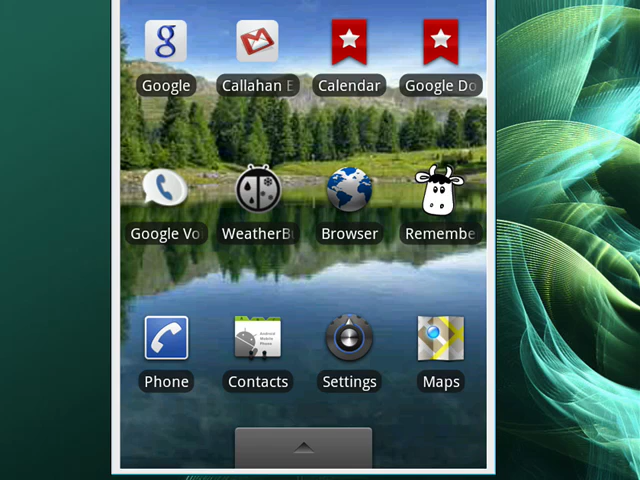 Google
Callahan E
Calendar
Google Do
Google Vo
WeatherB
Browser
Remembe
Phone
Contacts
Settings
Maps